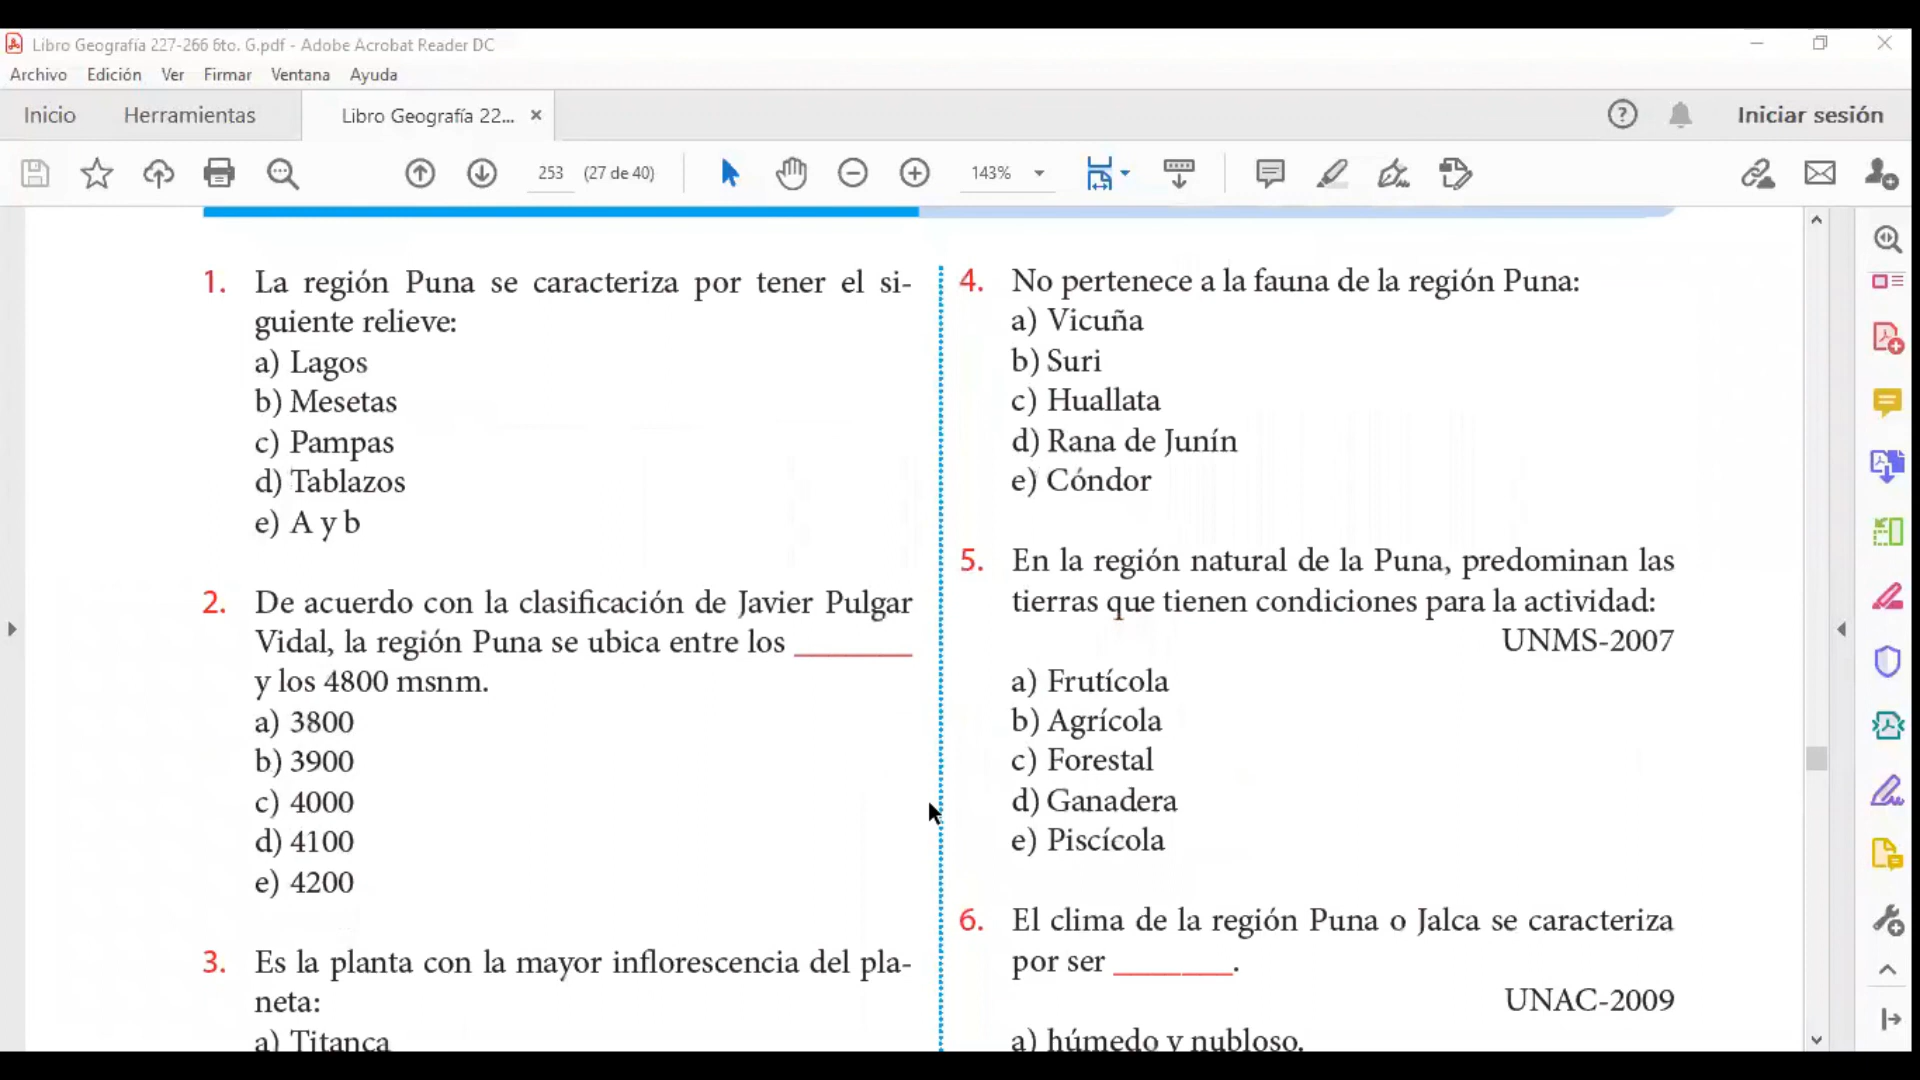 Libro Geografía 227-266 6to. G.pdf - Adobe Acrobat Reader DC
Archivo Edición Ver Firmar Ventana Ayuda
Inicio Herramientas Libro Geografía 22... × Iniciar sesión
253 (27 de 40) 143%
1. La región Puna se caracteriza por tener el si-
guiente relieve:
a) Lagos
b) Mesetas
c) Pampas
d) Tablazos
e) A y b
2. De acuerdo con la clasificación de Javier Pulgar
Vidal, la región Puna se ubica entre los ________
y los 4800 msnm.
a) 3800
b) 3900
c) 4000
d) 4100
e) 4200
3. Es la planta con la mayor inflorescencia del pla-
neta:
a) Titanca
4. No pertenece a la fauna de la región Puna:
a) Vicuña
b) Suri
c) Huallata
d) Rana de Junín
e) Cóndor
5. En la región natural de la Puna, predominan las
tierras que tienen condiciones para la actividad:
UNMS-2007
a) Frutícola
b) Agrícola
c) Forestal
d) Ganadera
e) Piscícola
6. El clima de la región Puna o Jalca se caracteriza
por ser ________.
UNAC-2009
a) húmedo y nubloso.